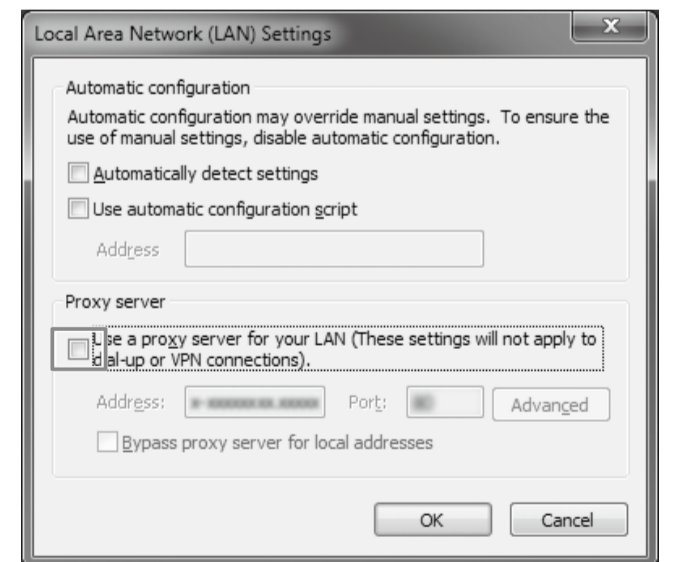 Local Area Network (LAN) Settings
Automatic configuration
Automatic configuration may override manual settings. To ensure the
use of manual settings, disable automatic configuration.
Automatically detect settings
Use automatic configuration script
Address
Proxy server
Use a proxy server for your LAN (These settings will not apply to
dial-up or VPN connections).
Address:
Port:
Advanced
Bypass proxy server for local addresses
OK
Cancel